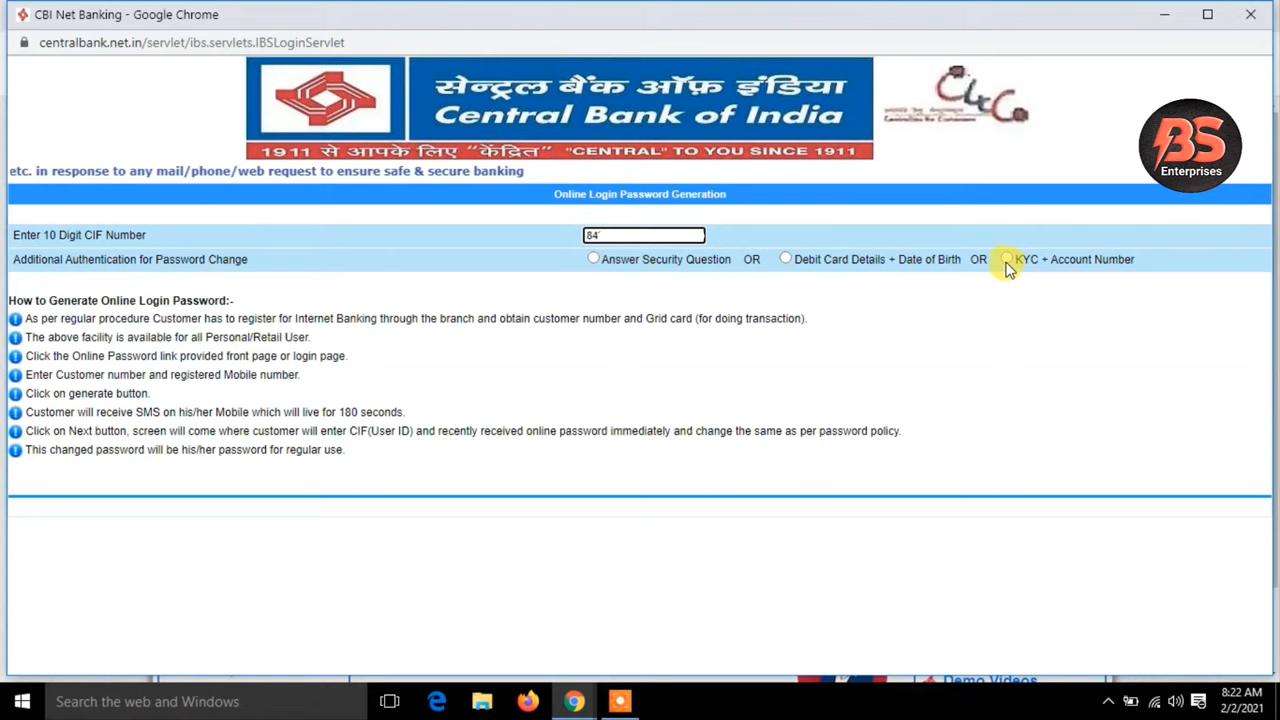 CBI Net Banking - Google Chrome
centralbank.net.in/servlet/ibs.servlets.IBSLoginServlet
सेन्ट्रल बैंक ऑफ़ इंडिया
Central Bank of India
1911 से आपके लिए “केंद्रित” "CENTRAL" TO YOU SINCE 1911
BS
Enterprises
etc. in response to any mail/phone/web request to ensure safe & secure banking
Online Login Password Generation
Enter 10 Digit CIF Number 84
Additional Authentication for Password Change Answer Security Question OR Debit Card Details + Date of Birth OR KYC + Account Number
How to Generate Online Login Password:-
As per regular procedure Customer has to register for Internet Banking through the branch and obtain customer number and Grid card (for doing transaction).
The above facility is available for all Personal/Retail User.
Click the Online Password link provided front page or login page.
Enter Customer number and registered Mobile number.
Click on generate button.
Customer will receive SMS on his/her Mobile which will live for 180 seconds.
Click on Next button, screen will come where customer will enter CIF(User ID) and recently received online password immediately and change the same as per password policy.
This changed password will be his/her password for regular use.
Demo Videos
Search the web and Windows
8:22 AM
2/2/2021